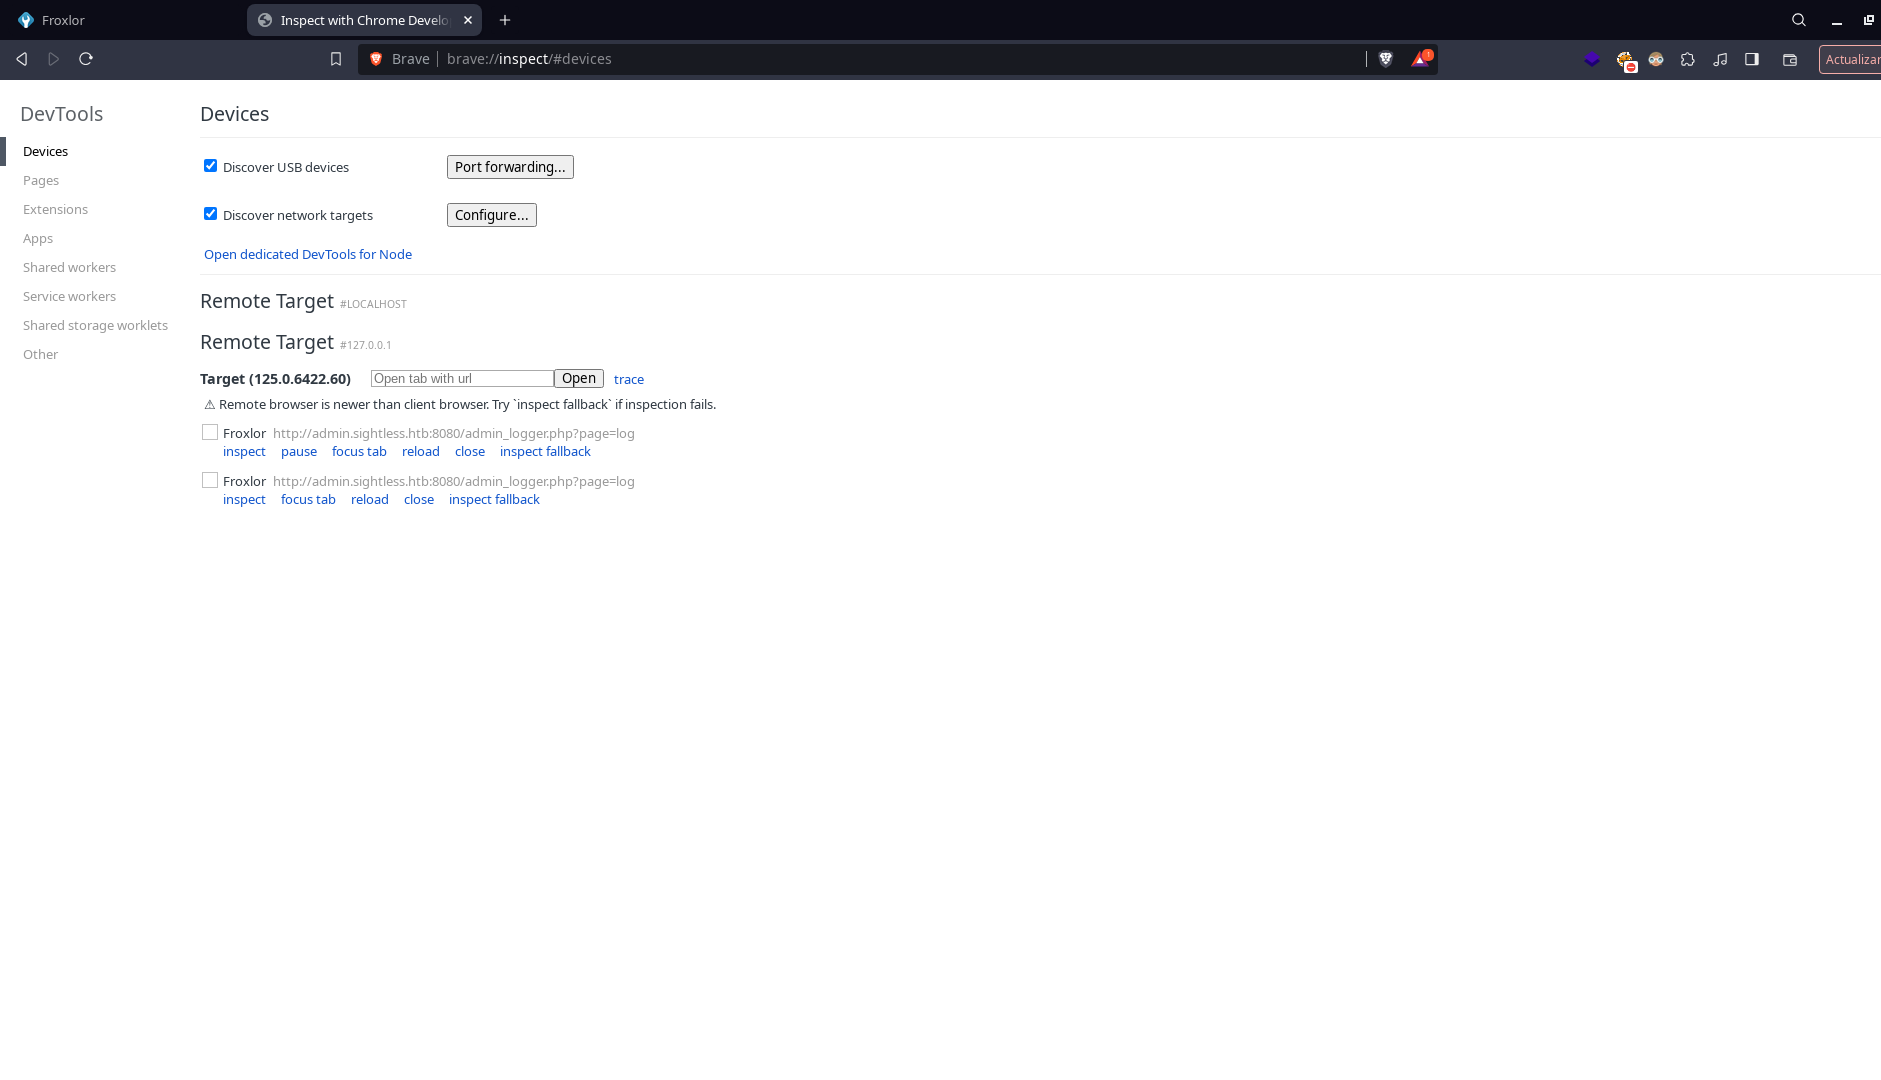 Froxlor
Inspect with Chrome Develo
Brave
brave://inspect/#devices
1
Actualizar
DevTools
Devices
Pages
Extensions
Apps
Shared workers
Service workers
Shared storage worklets
Other
Devices
Discover USB devices Port forwarding...
Discover network targets Configure...
Open dedicated DevTools for Node
Remote Target #LOCALHOST
Remote Target #127.0.0.1
Target (125.0.6422.60) Open tab with url Open trace
⚠ Remote browser is newer than client browser. Try `inspect fallback` if inspection fails.
Froxlor http://admin.sightless.htb:8080/admin_logger.php?page=log
inspect pause focus tab reload close inspect fallback
Froxlor http://admin.sightless.htb:8080/admin_logger.php?page=log
inspect focus tab reload close inspect fallback